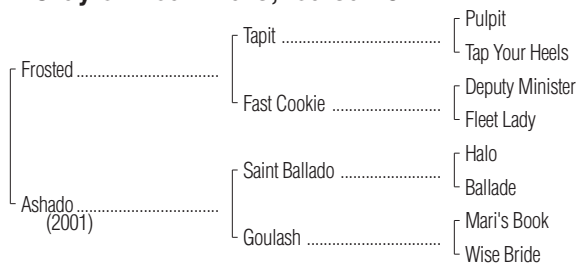 Pulpit
Tapit
Tap Your Heels
Frosted
Deputy Minister
Fast Cookie
Fleet Lady
Halo
Saint Ballado
Ballade
Ashado
(2001)
Mari's Book
Goulash
Wise Bride